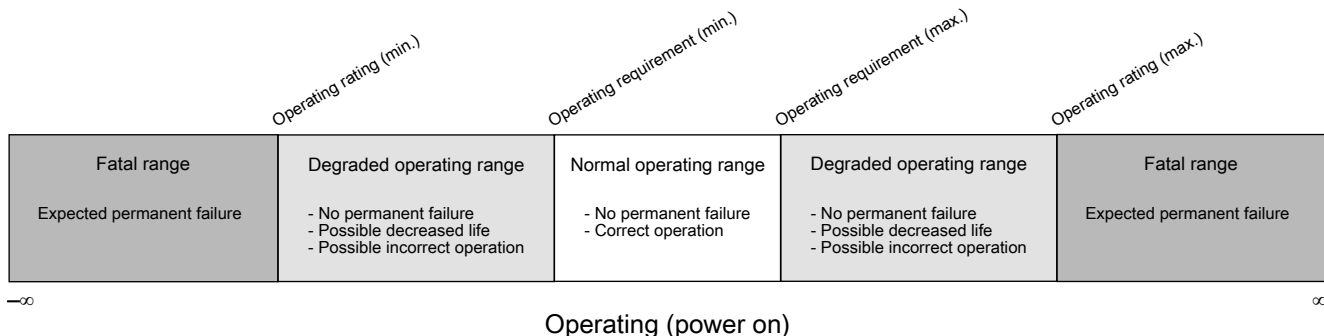 Operating rating (min.)
Operating requirement (min.)
Operating requirement (max.)
Operating rating (max.)
Fatal range
Expected permanent failure
Degraded operating range
- No permanent failure
- Possible decreased life
- Possible incorrect operation
Normal operating range
- No permanent failure
- Correct operation
Degraded operating range
- No permanent failure
- Possible decreased life
- Possible incorrect operation
Fatal range
Expected permanent failure
–∞
∞
Operating (power on)